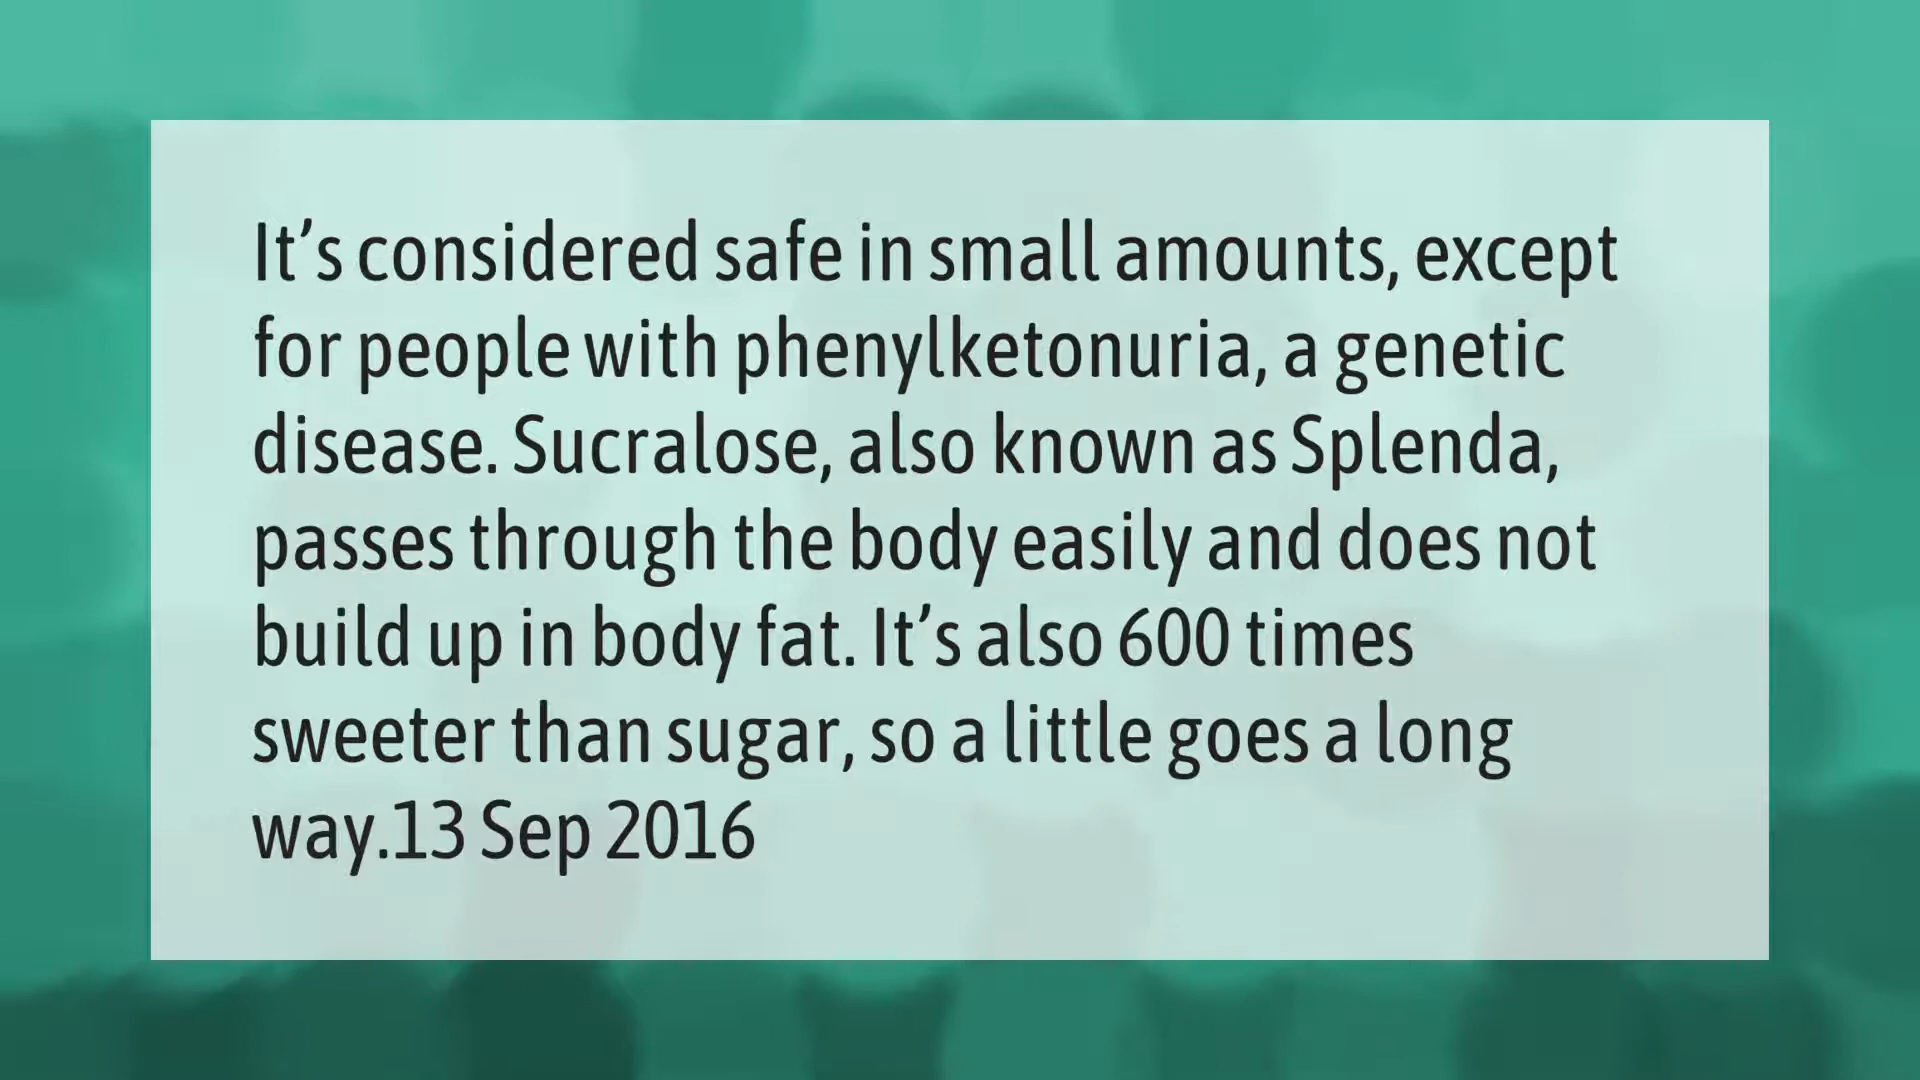 It’s considered safe in small amounts, except
for people with phenylketonuria, a genetic
disease. Sucralose, also known as Splenda,
passes through the body easily and does not
build up in body fat. It’s also 600 times
sweeter than sugar, so a little goes a long
way.13 Sep 2016